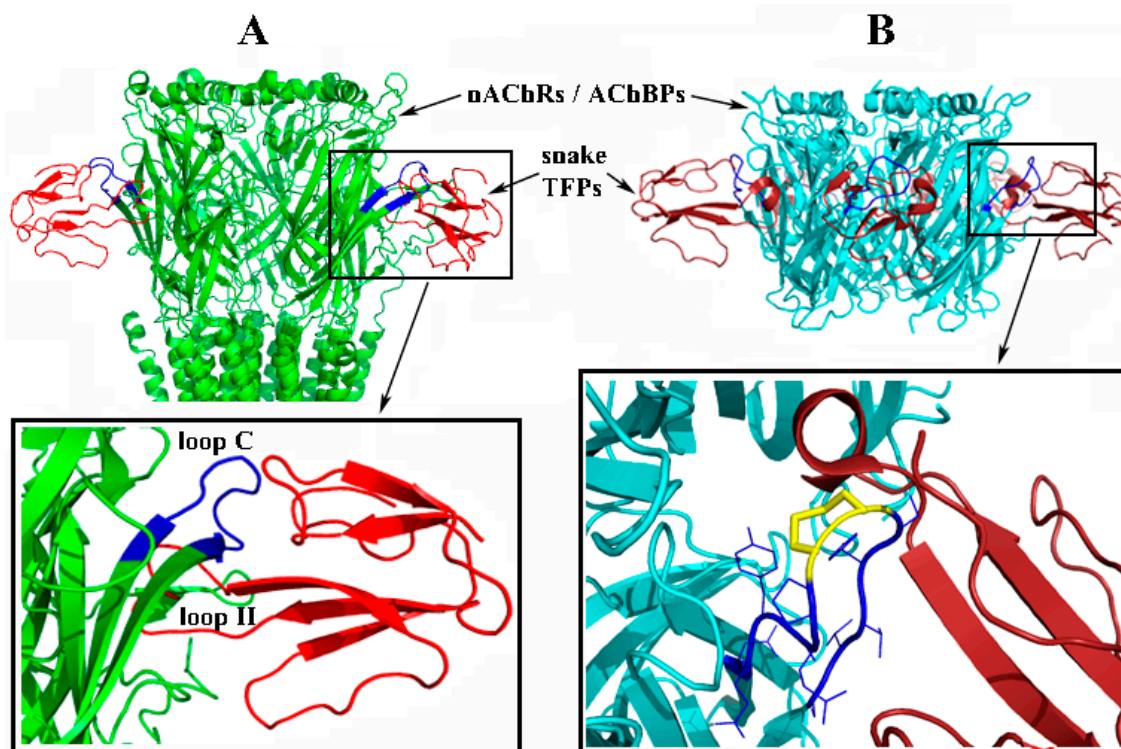 A
B
nAChRs / AChBPs
snake
TFPs
loop C
loop II